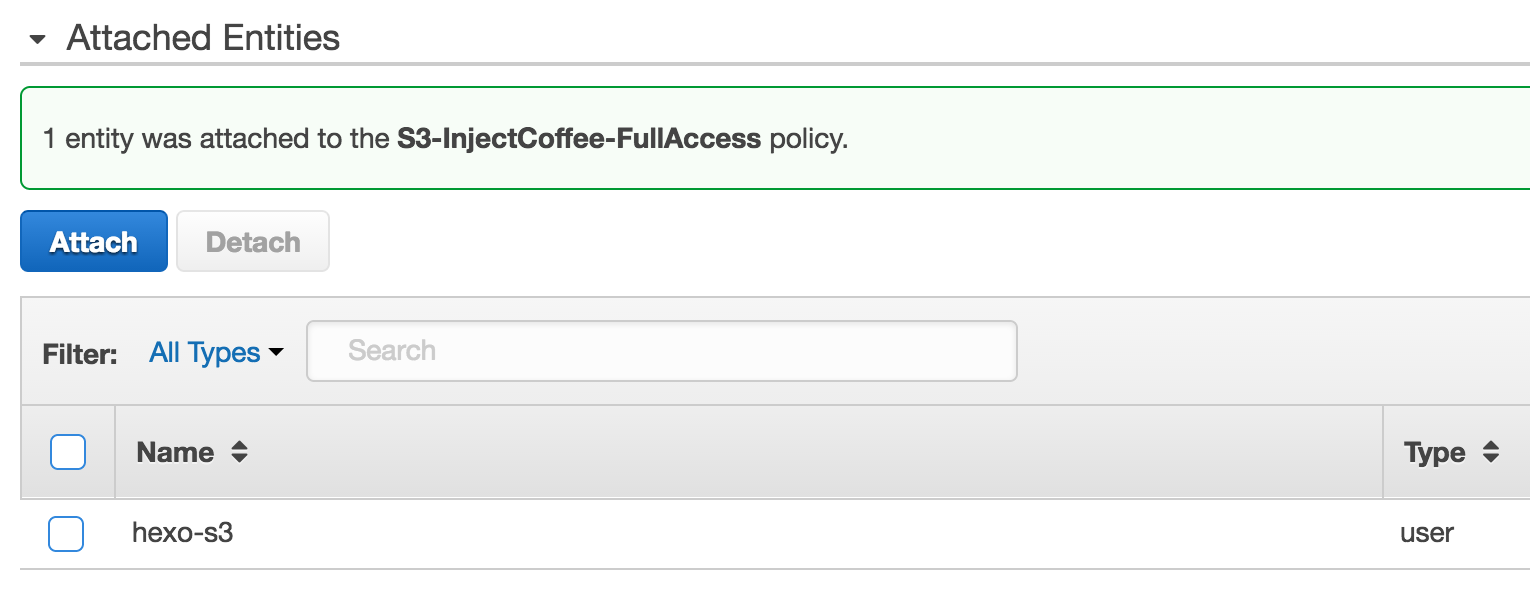 Attached Entities
1 entity was attached to the S3-InjectCoffee-FullAccess policy.
Attach Detach
Filter: All Types Search
Name Type
hexo-s3 user